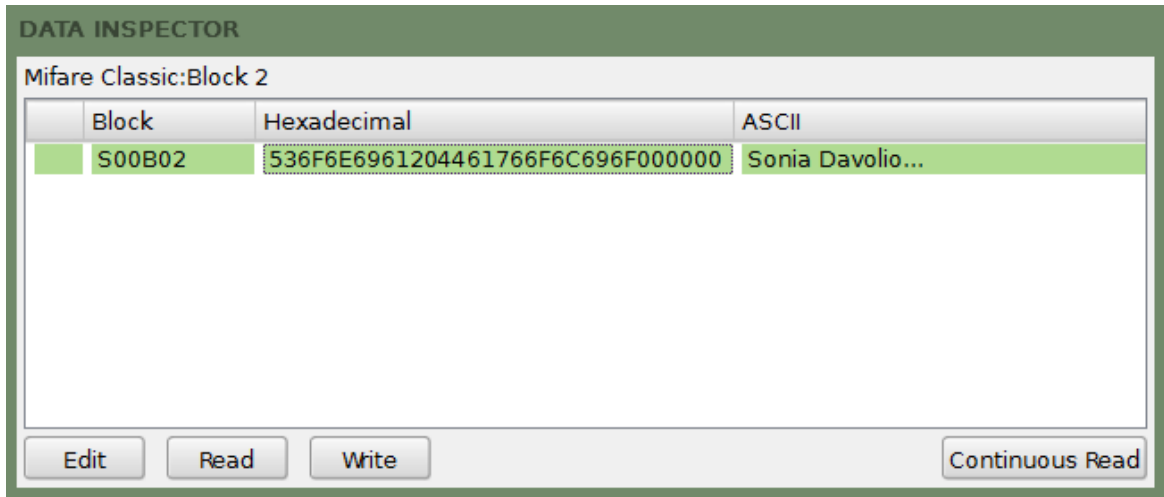 DATA INSPECTOR
Mifare Classic:Block 2
Block Hexadecimal ASCII
S00B02 536F6E6961204461766F6C696F000000 Sonia Davolio...
Edit Read Write Continuous Read